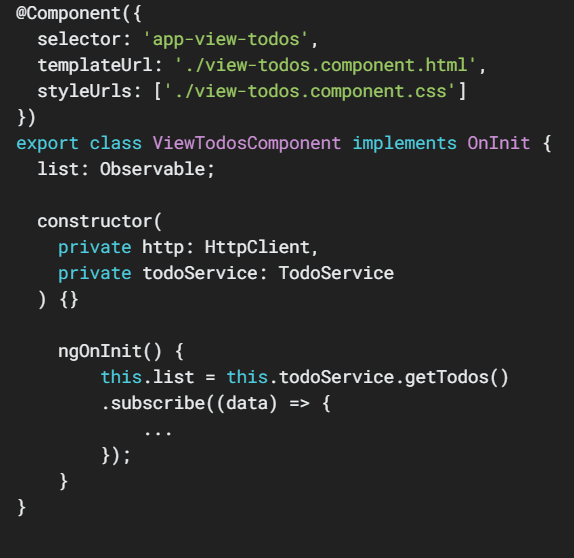 @Component({
  selector: 'app-view-todos',
  templateUrl: './view-todos.component.html',
  styleUrls: ['./view-todos.component.css']
})
export class ViewTodosComponent implements OnInit {
  list: Observable;

  constructor(
    private http: HttpClient,
    private todoService: TodoService
  ) {}

    ngOnInit() {
        this.list = this.todoService.getTodos()
        .subscribe((data) => {
            ...
        });
    }
}